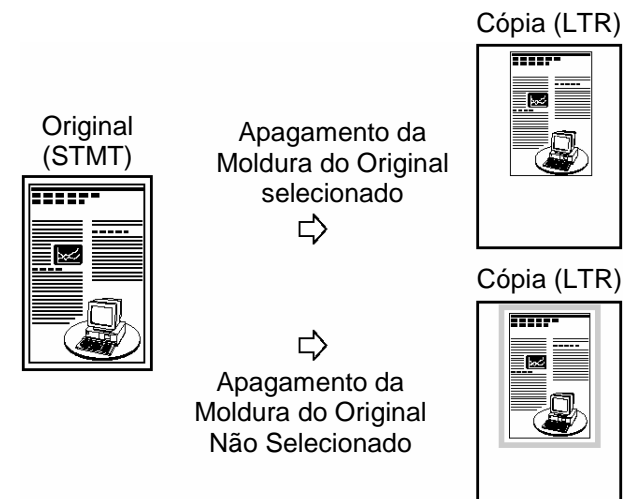 Cópia (LTR)
Original
(STMT)
Apagamento da
Moldura do Original
selecionado
Cópia (LTR)
Apagamento da
Moldura do Original
Não Selecionado